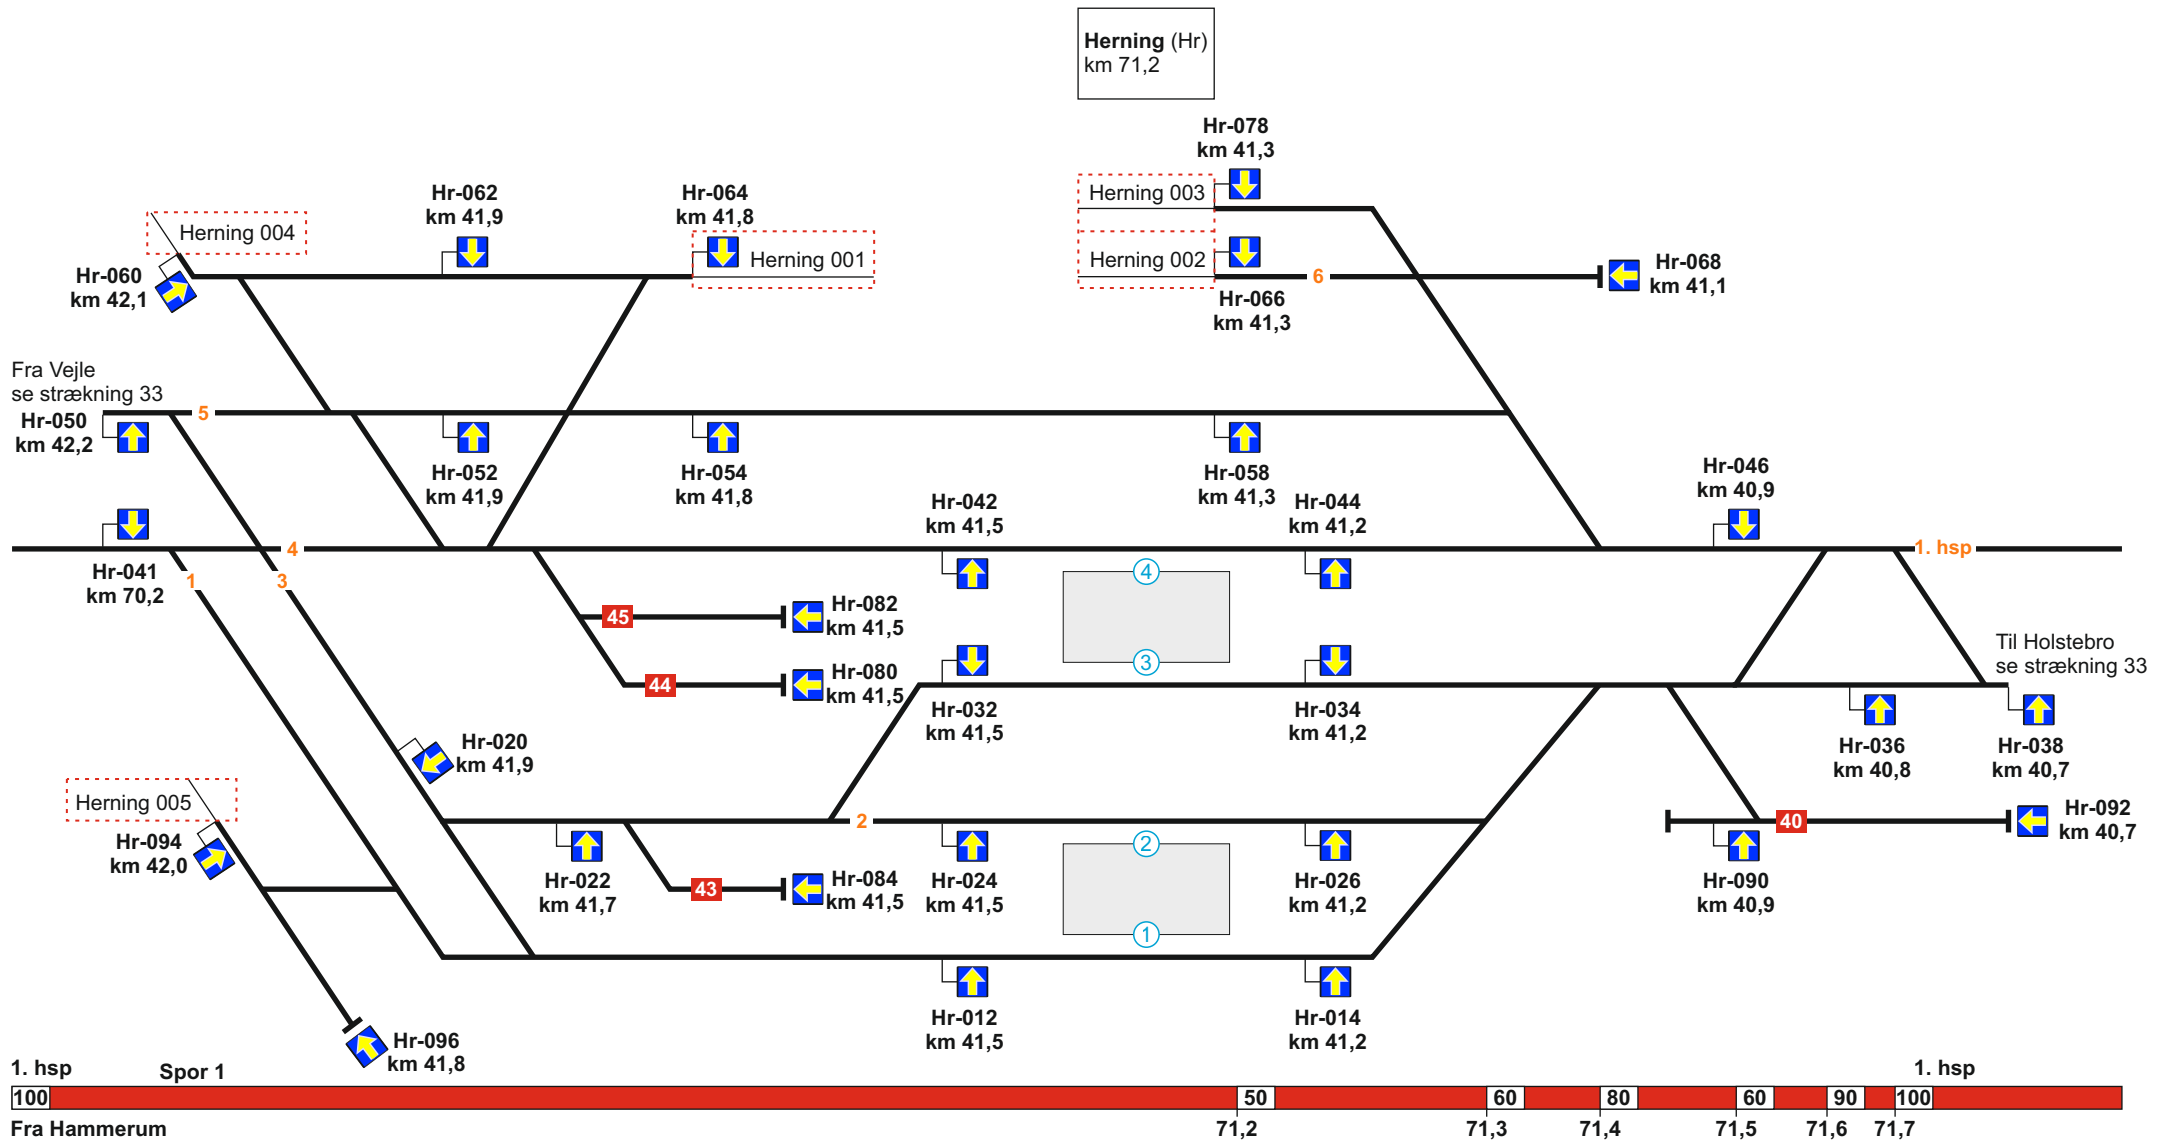 Herning (Hr)
km 71,2
Hr-078
km 41,3
Hr-062
km 41,9
Hr-064
km 41,8
Herning 003
Herning 004
Herning 001
Herning 002
Hr-060
km 42,1
6
Hr-068
km 41,1
Hr-066
km 41,3
Fra Vejle
se strækning 33
Hr-050
km 42,2
5
Hr-052
km 41,9
Hr-054
km 41,8
Hr-058
km 41,3
Hr-042
km 41,5
Hr-044
km 41,2
Hr-046
km 40,9
4
1. hsp
Hr-041
km 70,2
1
3
4
45
Hr-082
km 41,5
3
44
Hr-080
km 41,5
Til Holstebro
se strækning 33
Hr-032
km 41,5
Hr-034
km 41,2
Hr-036
km 40,8
Hr-038
km 40,7
Hr-020
km 41,9
Herning 005
Hr-094
km 42,0
2
40
Hr-092
km 40,7
2
Hr-022
km 41,7
43
Hr-084
km 41,5
Hr-024
km 41,5
Hr-026
km 41,2
Hr-090
km 40,9
1
Hr-012
km 41,5
Hr-014
km 41,2
Hr-096
km 41,8
1. hsp
Spor 1
1. hsp
100
50
60
80
60
90
100
Fra Hammerum
71,2
71,3
71,4
71,5
71,6
71,7